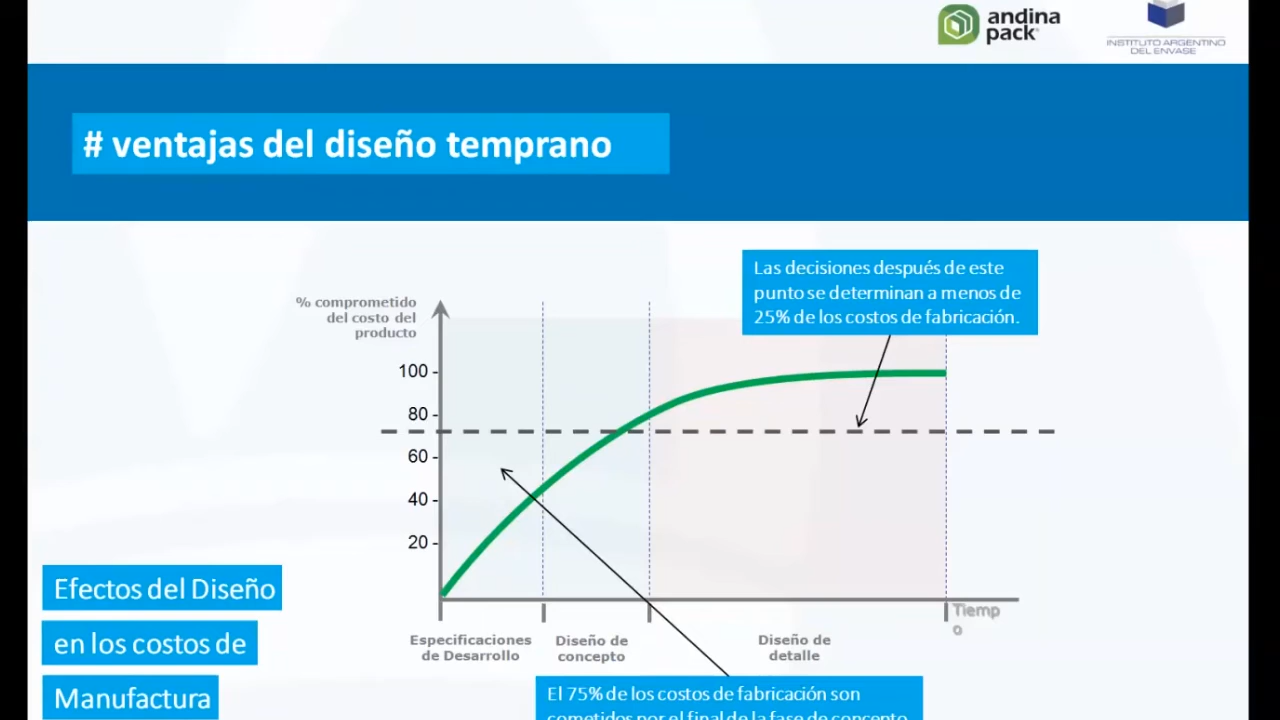 andina
pack
INSTITUTO ARGENTINO
DEL ENVASE
# ventajas del diseño temprano
Las decisiones después de este
punto se determinan a menos de
25% de los costos de fabricación.
% comprometido
del costo del
producto
100
80
60
40
20
Tiemp
o
Especificaciones
de Desarrollo
Diseño de
concepto
Diseño de
detalle
Efectos del Diseño
en los costos de
Manufactura
El 75% de los costos de fabricación son
cometidos por el final de la fase de concepto